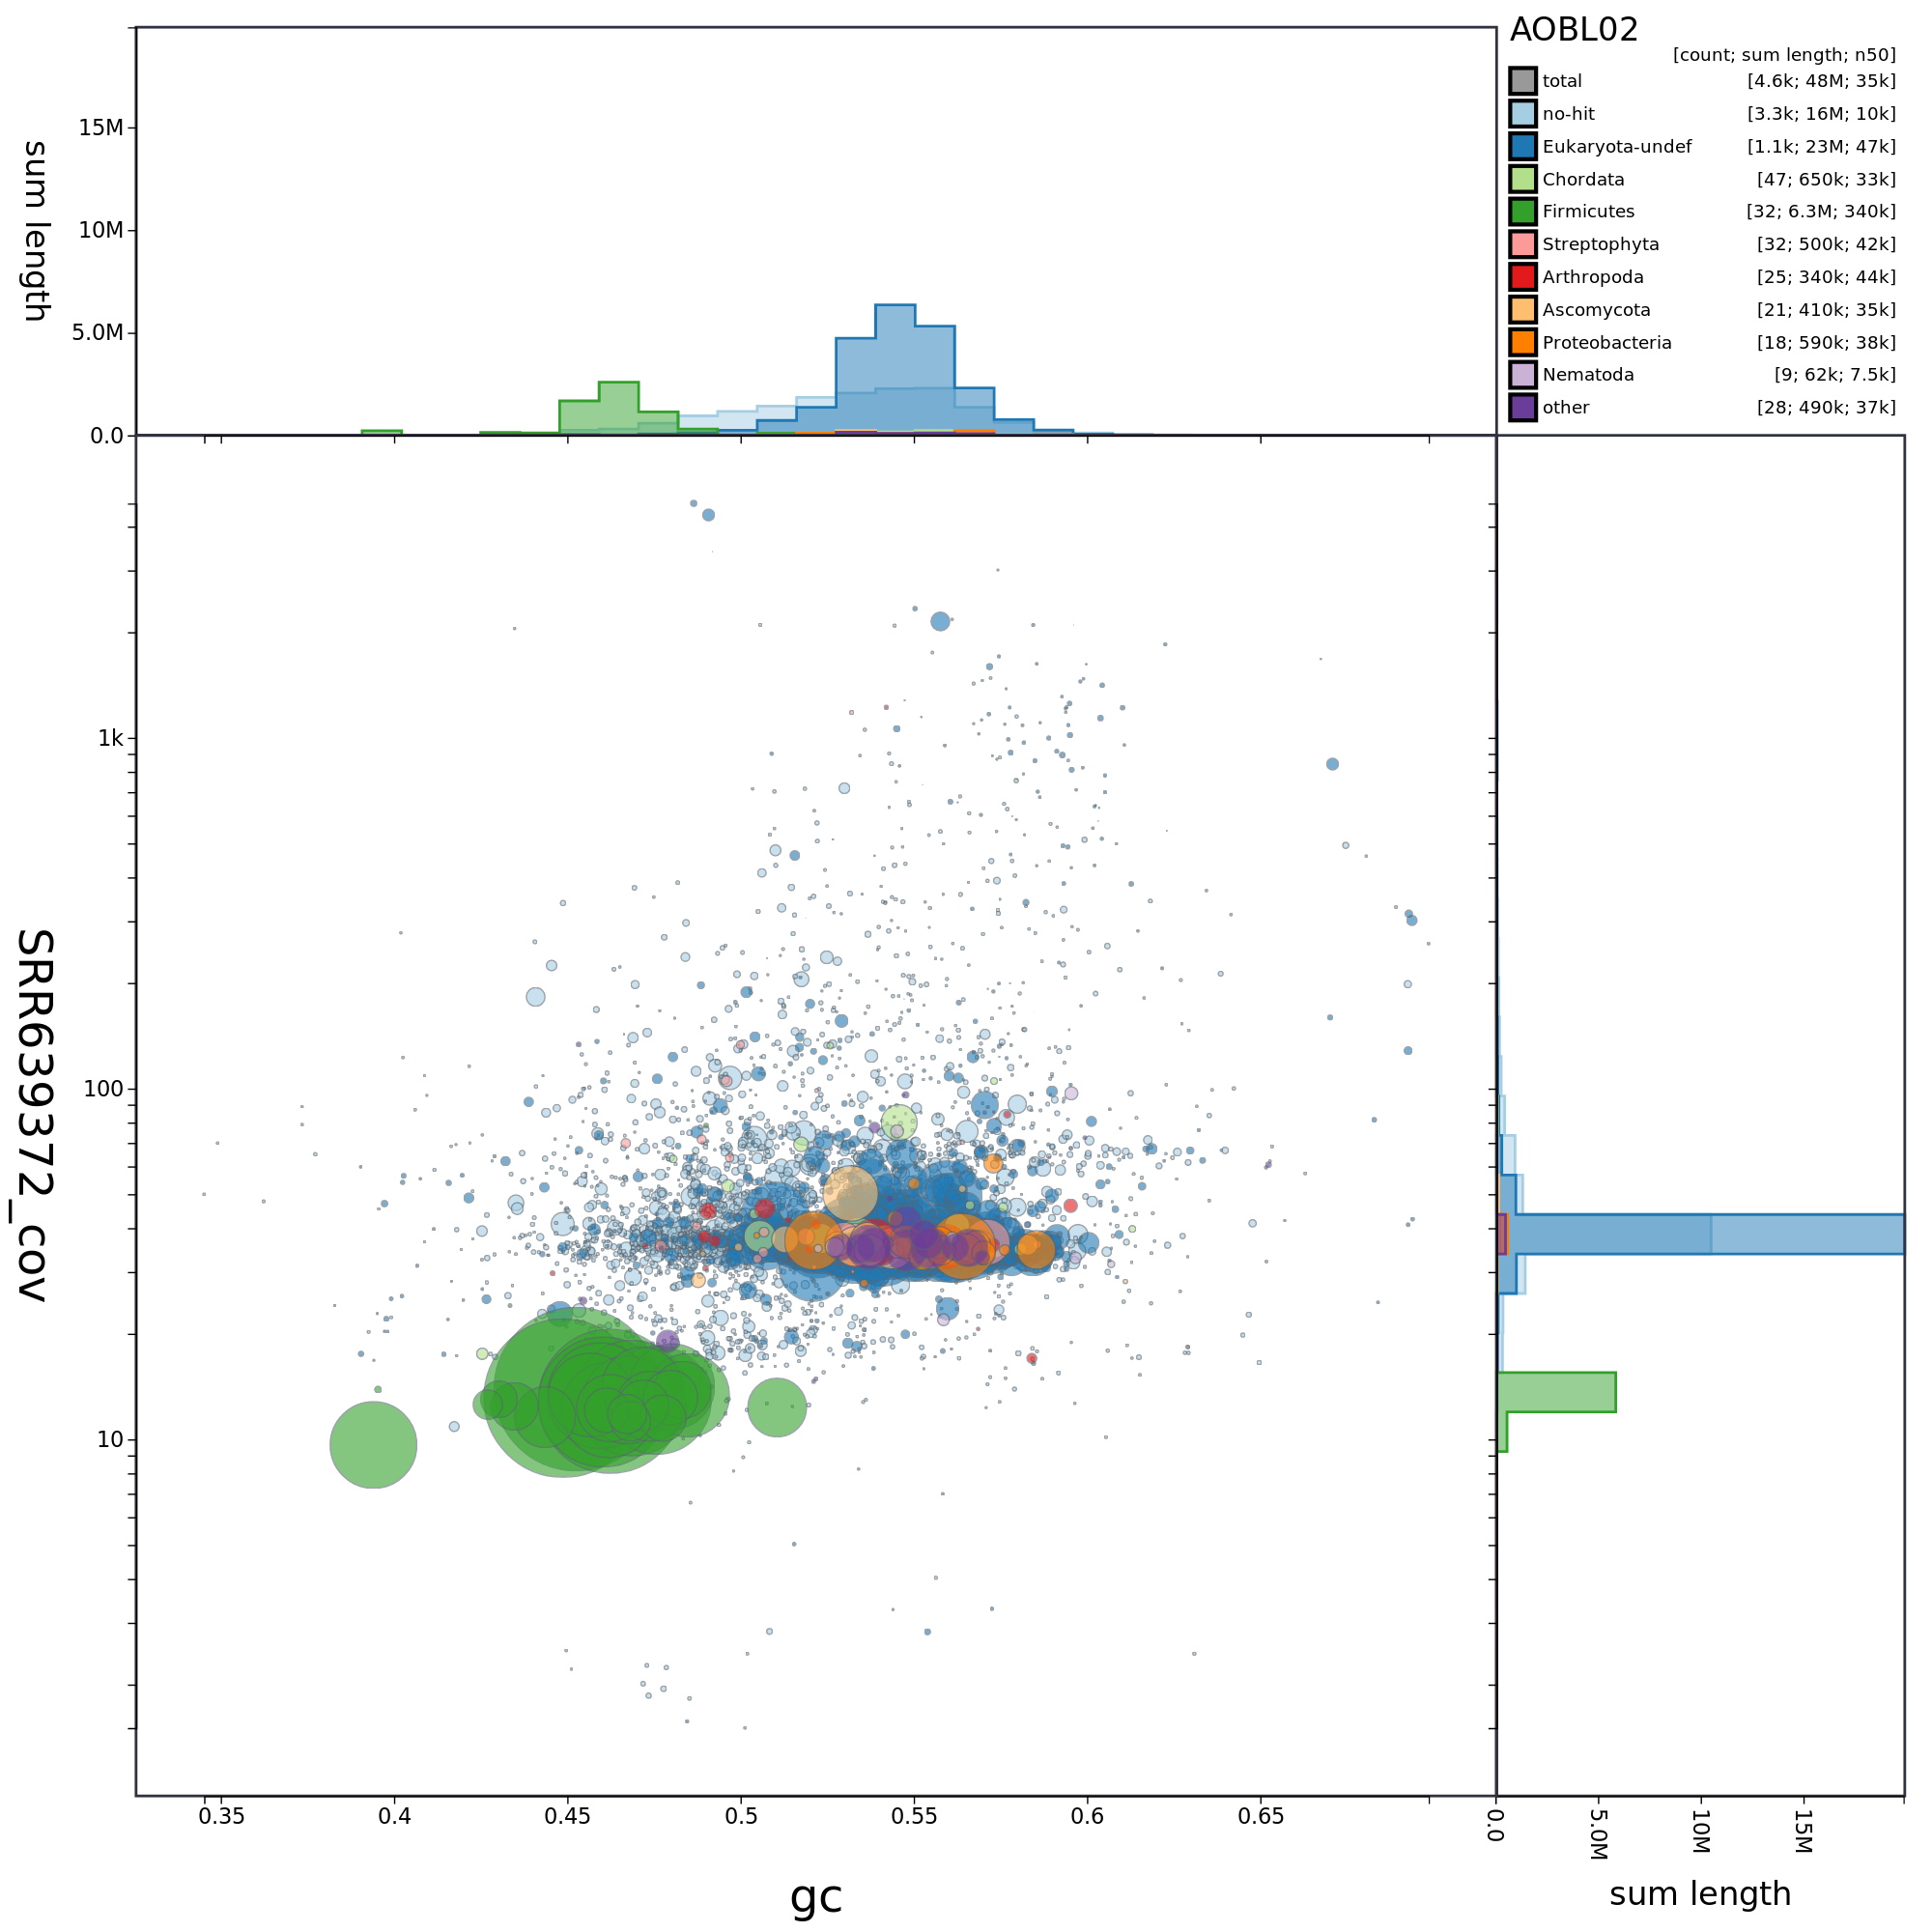 AOBL02
[count; sum length; n50]
total [4.6k; 48M; 35k]
no-hit [3.3k; 16M; 10k]
Eukaryota-undef [1.1k; 23M; 47k]
Chordata [47; 650k; 33k]
Firmicutes [32; 6.3M; 340k]
Streptophyta [32; 500k; 42k]
Arthropoda [25; 340k; 44k]
Ascomycota [21; 410k; 35k]
Proteobacteria [18; 590k; 38k]
Nematoda [9; 62k; 7.5k]
other [28; 490k; 37k]
sum length
15M
10M
5.0M
0.0
SRR639372_cov
1k
100
10
0.35 0.4 0.45 0.5 0.55 0.6 0.65
gc
0.0 5.0M 10M 15M
sum length